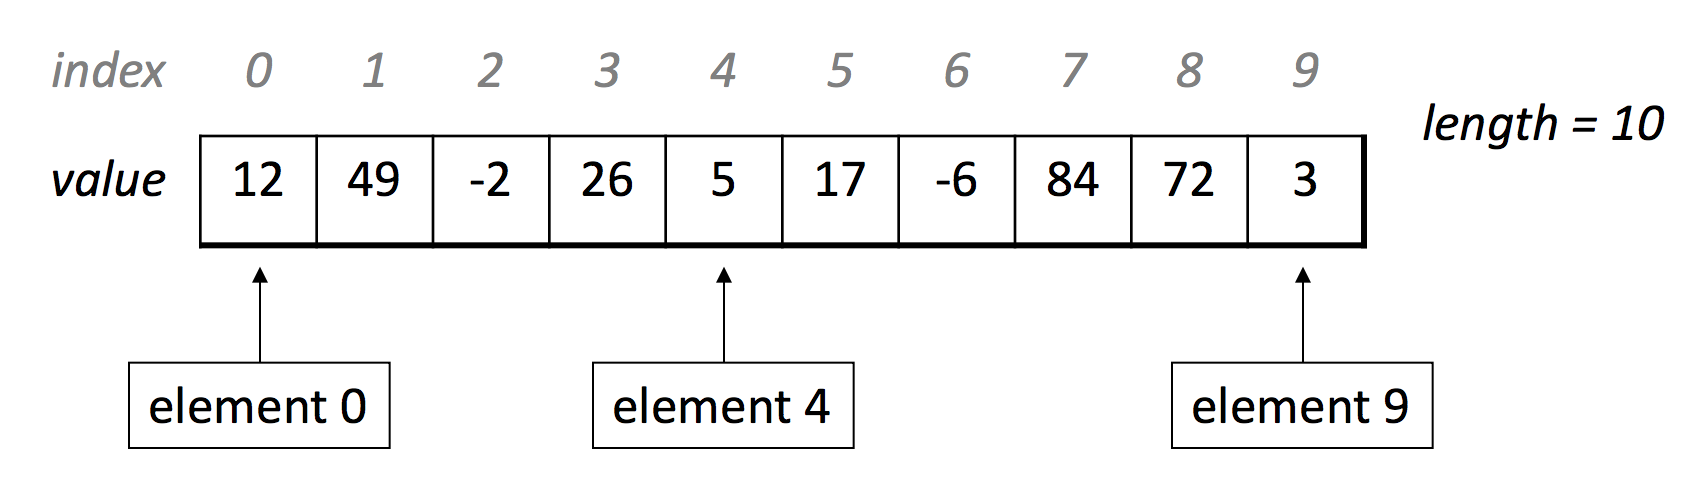 index 0 1 2 3 4 5 6 7 8 9
length = 10
value 12 49 -2 26 5 17 -6 84 72 3
element 0 element 4 element 9